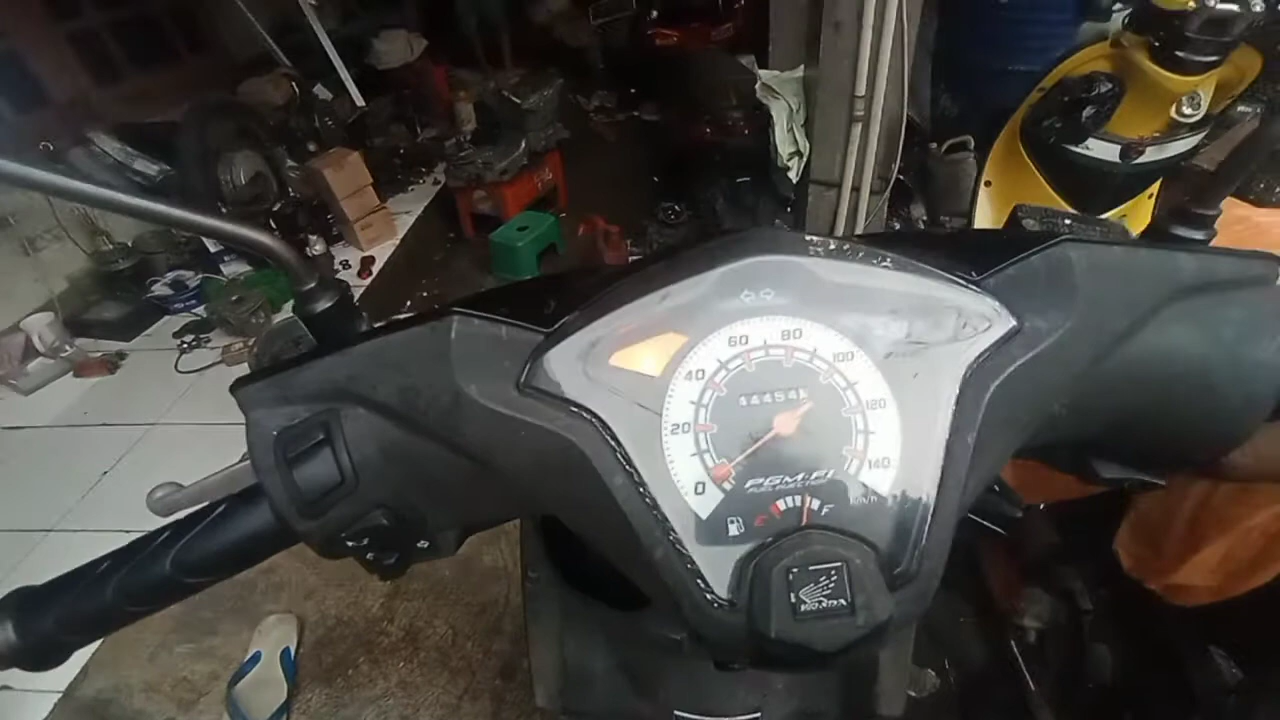 60 80
40 100
20 120
0 140
44454
PGM-FI
FUEL INJECTION
km/h
E F
HONDA